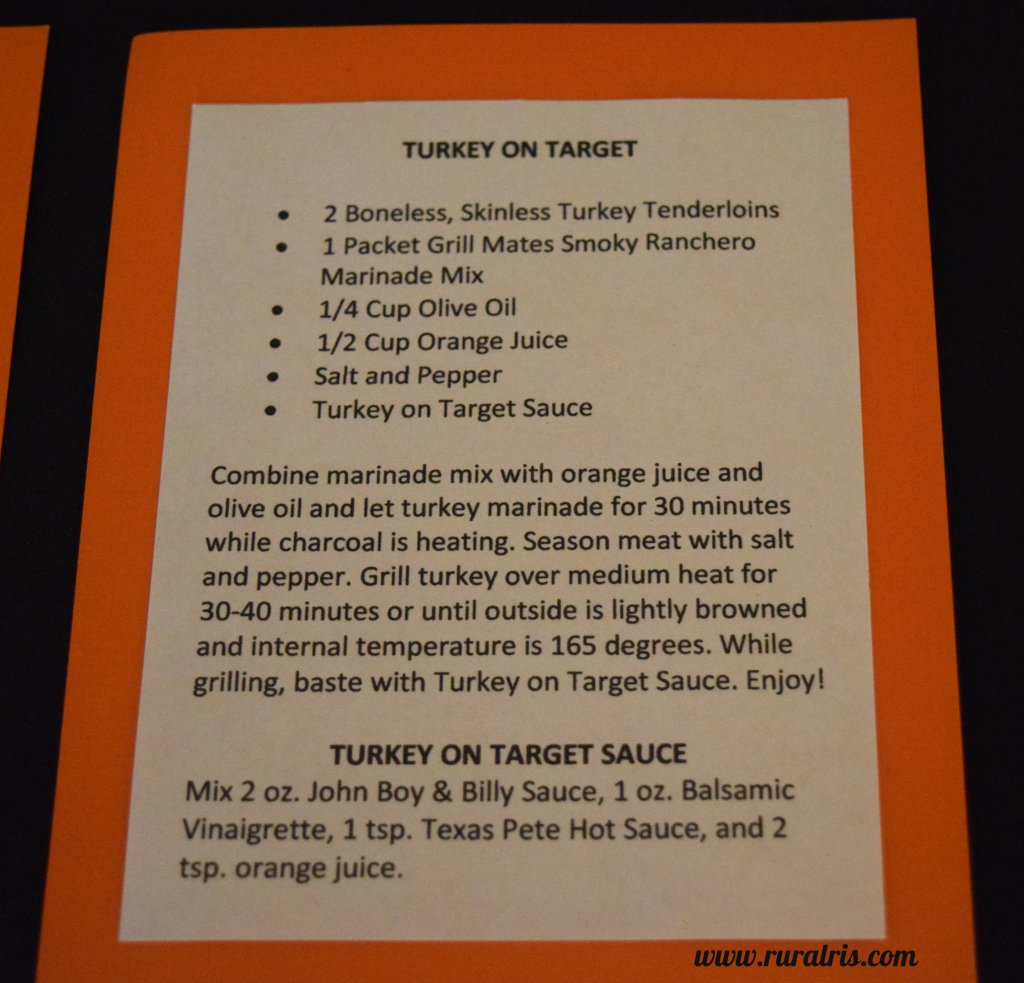 TURKEY ON TARGET
• 2 Boneless, Skinless Turkey Tenderloins
• 1 Packet Grill Mates Smoky Ranchero
Marinade Mix
• 1/4 Cup Olive Oil
• 1/2 Cup Orange Juice
• Salt and Pepper
• Turkey on Target Sauce
Combine marinade mix with orange juice and
olive oil and let turkey marinade for 30 minutes
while charcoal is heating. Season meat with salt
and pepper. Grill turkey over medium heat for
30-40 minutes or until outside is lightly browned
and internal temperature is 165 degrees. While
grilling, baste with Turkey on Target Sauce. Enjoy!
TURKEY ON TARGET SAUCE
Mix 2 oz. John Boy & Billy Sauce, 1 oz. Balsamic
Vinaigrette, 1 tsp. Texas Pete Hot Sauce, and 2
tsp. orange juice.
www.ruralris.com